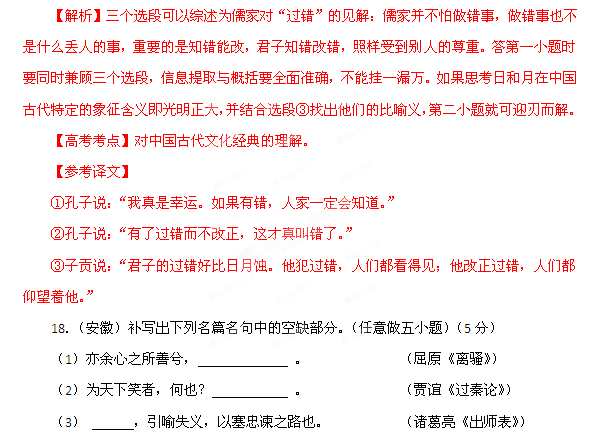 【解析】三个选段可以综述为儒家对“过错”的见解：儒家并不怕做错事，做错事也不
是什么丢人的事，重要的是知错能改，君子知错改错，照样受到别人的尊重。答第一小题时
要同时兼顾三个选段，信息提取与概括要全面准确，不能挂一漏万。如果思考日和月在中国
古代特定的象征含义即光明正大，并结合选段③找出他们的比喻义，第二小题就可迎刃而解。
【高考考点】对中国古代文化经典的理解。
【参考译文】
①孔子说：“我真是幸运。如果有错，人家一定会知道。”
②孔子说：“有了过错而不改正，这才真叫错了。”
③子贡说：“君子的过错好比日月蚀。他犯过错，人们都看得见；他改正过错，人们都
仰望着他。”
18.（安徽）补写出下列名篇名句中的空缺部分。（任意做五小题）（5 分）
（1）亦余心之所善兮，____________ 。 （屈原《离骚》）
（2）为天下笑者，何也？____________ 。 （贾谊《过秦论》）
（3） ______，引喻失义，以塞忠谏之路也。 （诸葛亮《出师表》）